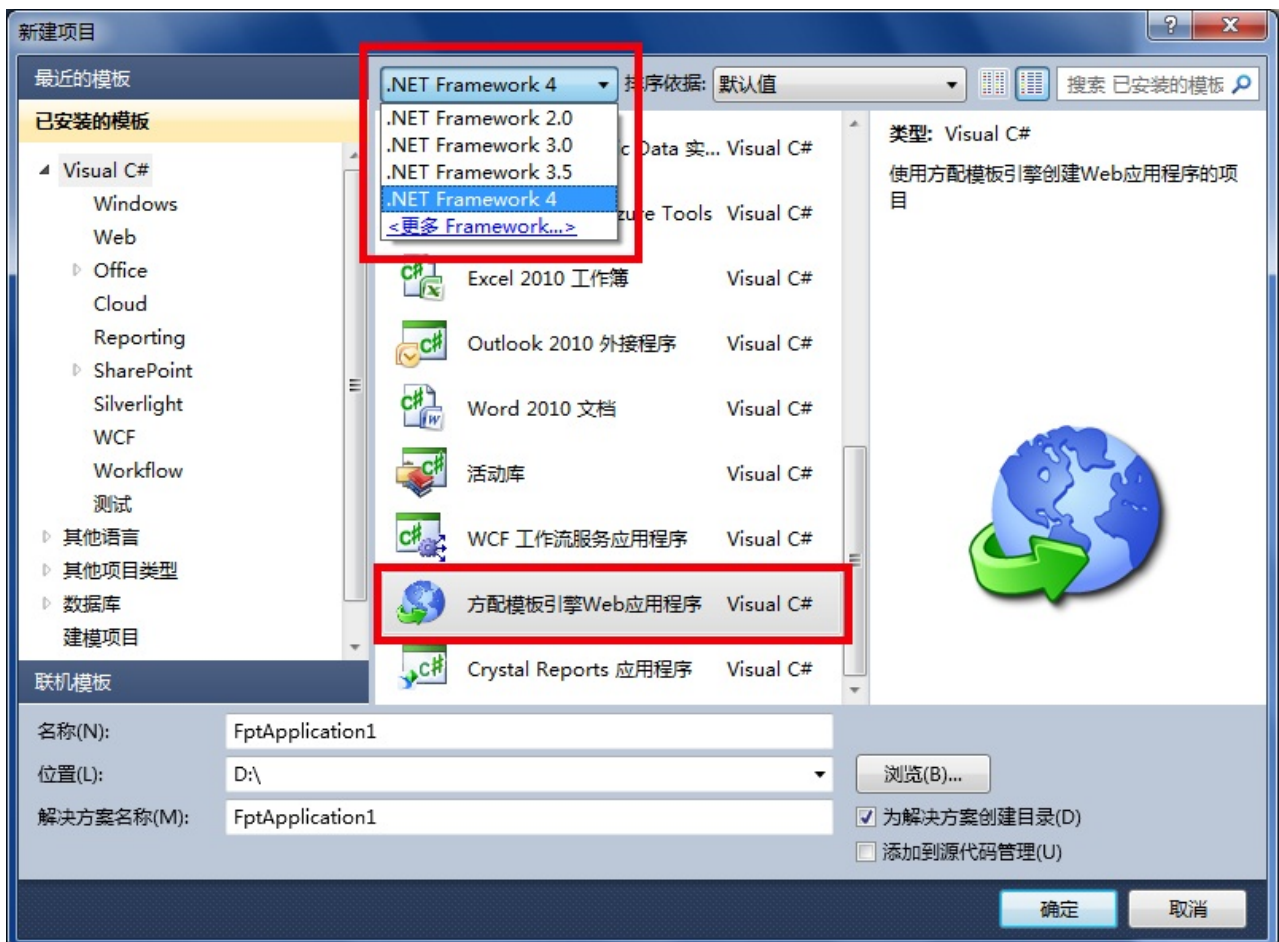 新建项目
最近的模板
已安装的模板
Visual C#
Windows
Web
Office
Cloud
Reporting
SharePoint
Silverlight
WCF
Workflow
测试
其他语言
其他项目类型
数据库
建模项目
联机模板
.NET Framework 4
排序依据: 默认值
搜索 已安装的模板
.NET Framework 2.0
.NET Framework 3.0
.NET Framework 3.5
.NET Framework 4
<更多 Framework...>
Data 实... Visual C#
Tools Visual C#
Excel 2010 工作簿 Visual C#
Outlook 2010 外接程序 Visual C#
Word 2010 文档 Visual C#
活动库 Visual C#
WCF 工作流服务应用程序 Visual C#
方配模板引擎Web应用程序 Visual C#
Crystal Reports 应用程序 Visual C#
类型: Visual C#
使用方配模板引擎创建Web应用程序的项
目
名称(N): FptApplication1
位置(L): D:\
浏览(B)...
解决方案名称(M): FptApplication1
为解决方案创建目录(D)
添加到源代码管理(U)
确定
取消